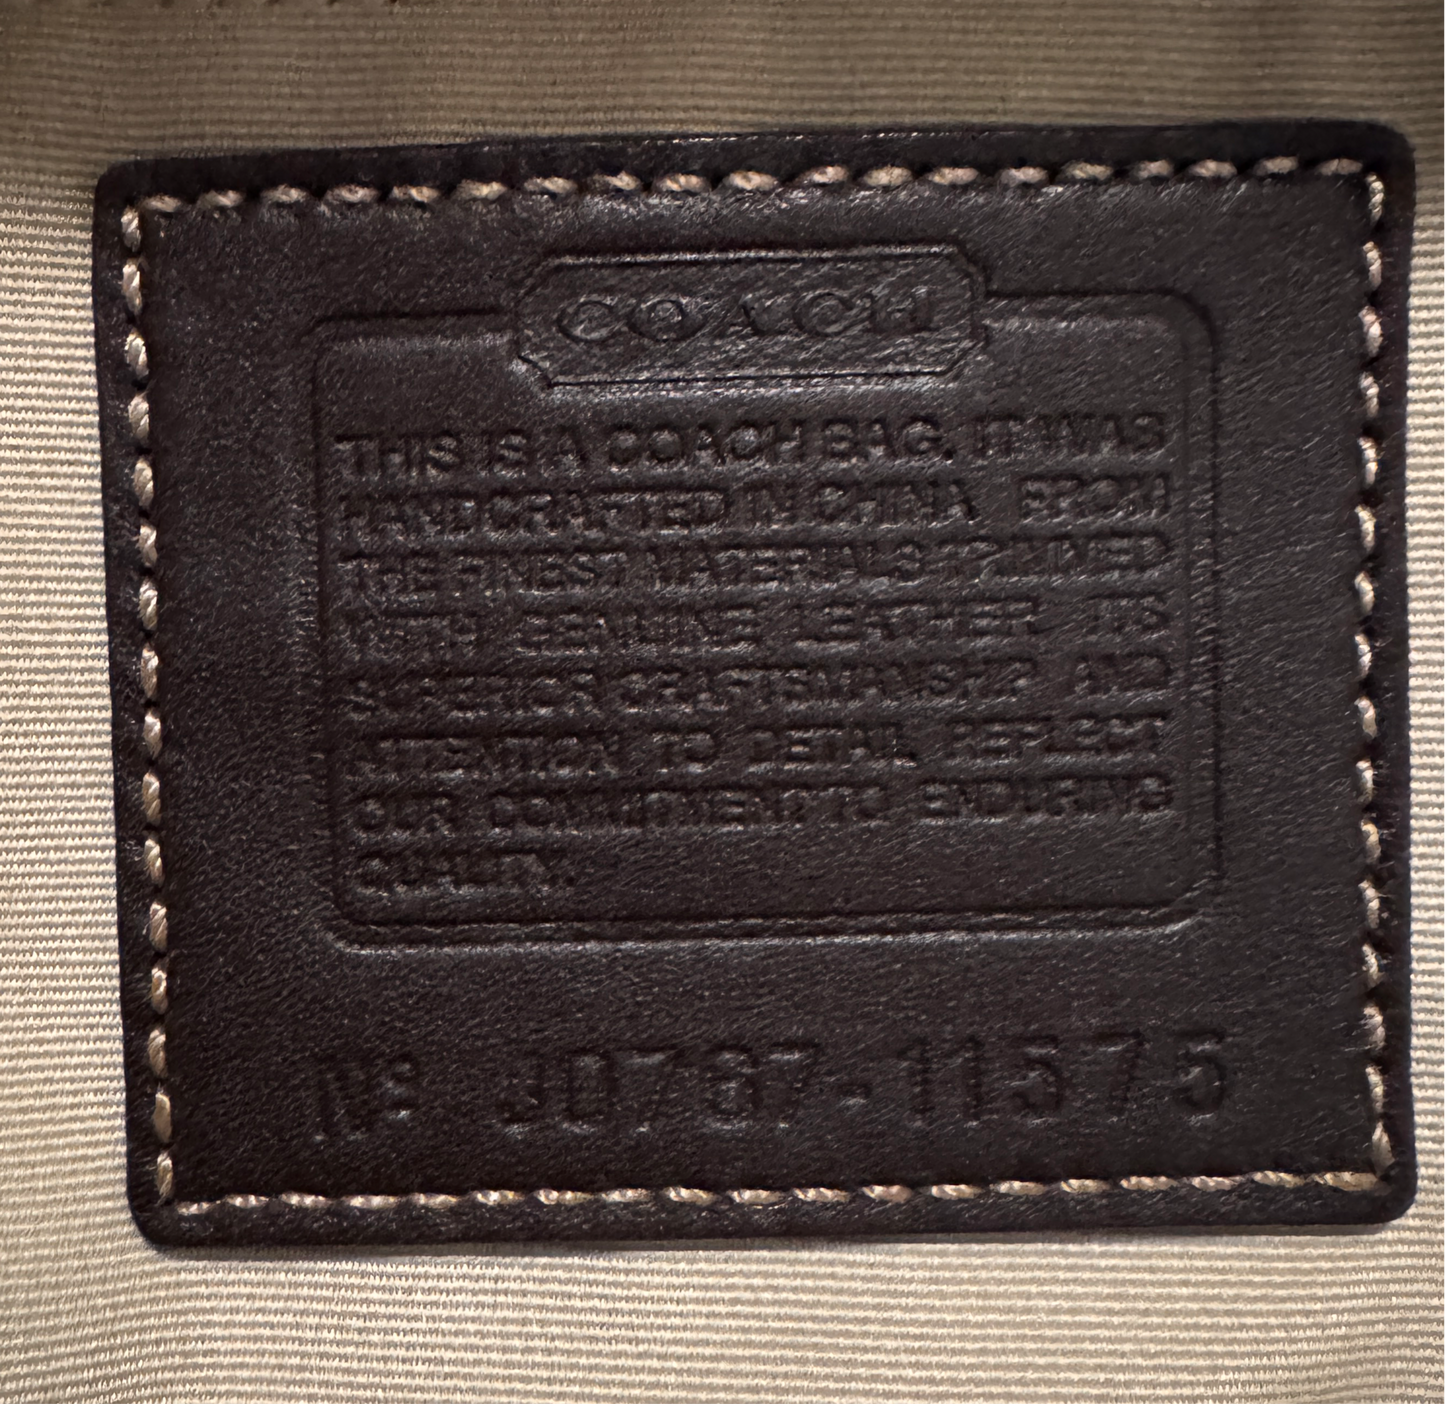 COACH
THIS IS A COACH BAG. IT WAS
HANDCRAFTED IN CHINA FROM
THE FINEST MATERIALS TRIMMED
WITH GENUINE LEATHER. ITS
SUPERIOR CRAFTSMANSHIP AND
ATTENTION TO DETAIL REFLECT
OUR COMMITMENT TO ENDURING
QUALITY.
Nº J0767-11575